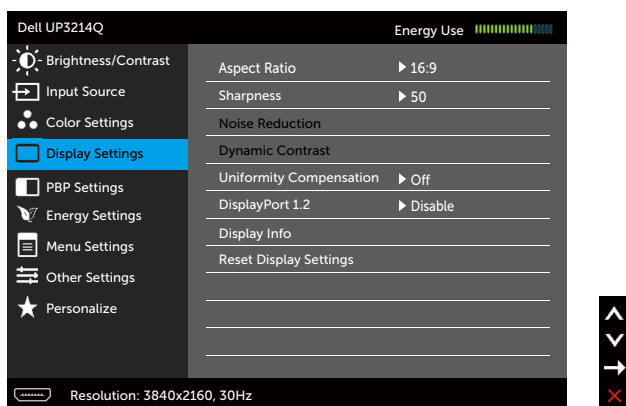 Dell UP3214Q
Energy Use
Brightness/Contrast
Input Source
Color Settings
Display Settings
PBP Settings
Energy Settings
Menu Settings
Other Settings
Personalize
Aspect Ratio 16:9
Sharpness 50
Noise Reduction
Dynamic Contrast
Uniformity Compensation Off
DisplayPort 1.2 Disable
Display Info
Reset Display Settings
Resolution: 3840x2160, 30Hz